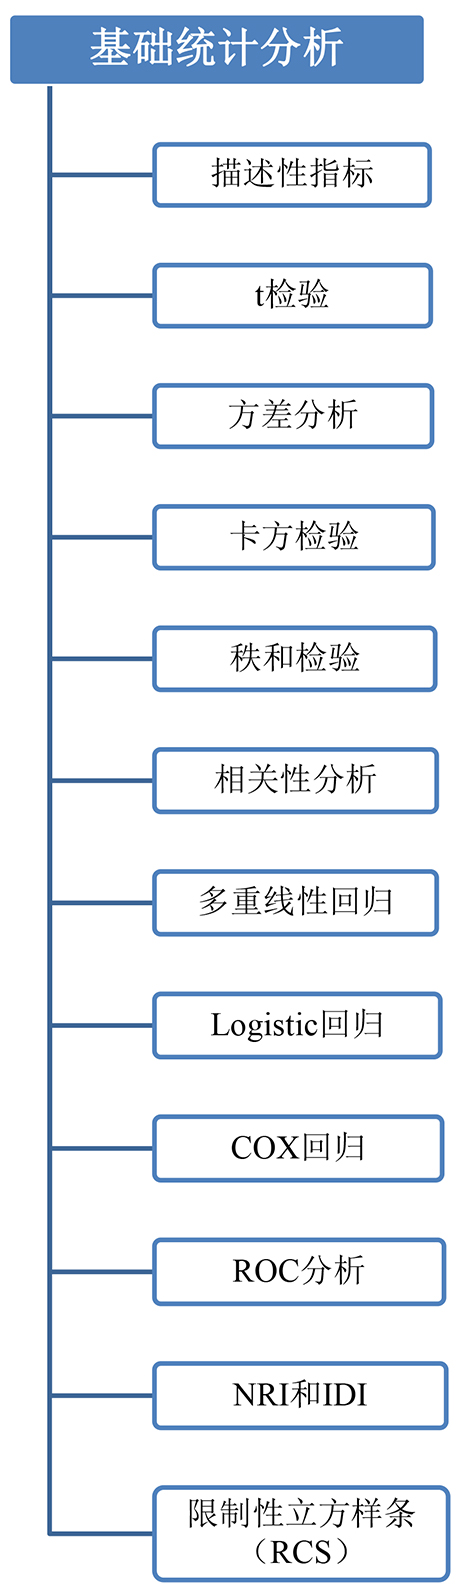 基础统计分析
描述性指标
t检验
方差分析
卡方检验
秩和检验
相关性分析
多重线性回归
Logistic回归
COX回归
ROC分析
NRI和IDI
限制性立方样条
（RCS）